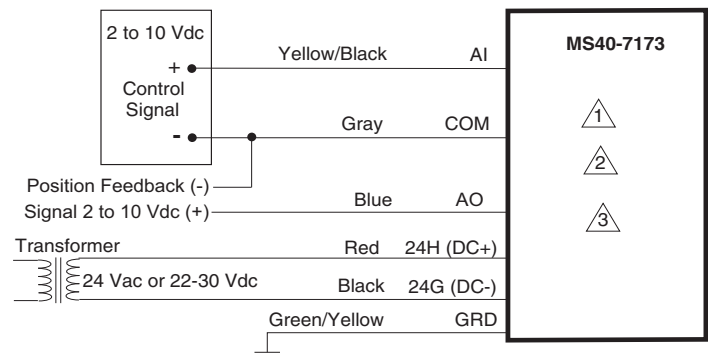 2 to 10 Vdc
+
Control
Signal
-
Yellow/Black AI
Gray COM
Position Feedback (-)
Signal 2 to 10 Vdc (+)
Blue AO
Transformer
24 Vac or 22-30 Vdc
Red 24H (DC+)
Black 24G (DC-)
Green/Yellow GRD
MS40-7173
1
2
3